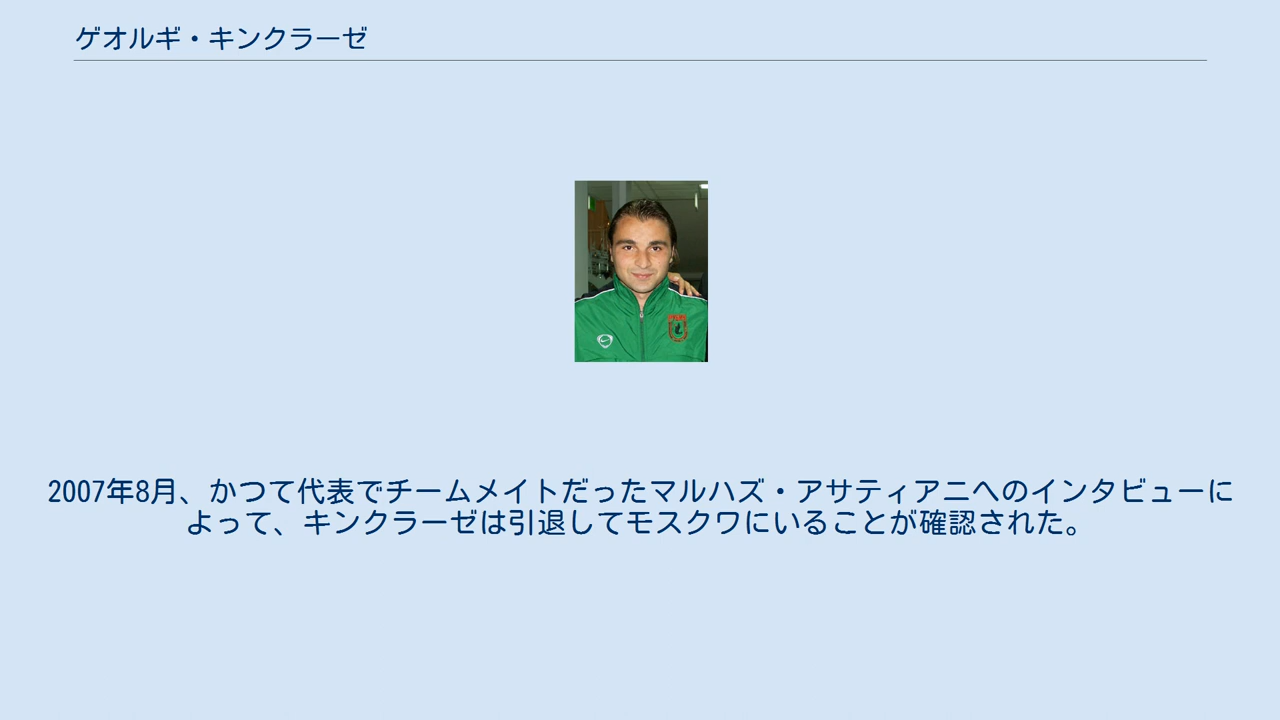 ゲオルギ・キンクラーゼ
2007年8月、かつて代表でチームメイトだったマルハズ・アサティアニへのインタビューに
よって、キンクラーゼは引退してモスクワにいることが確認された。